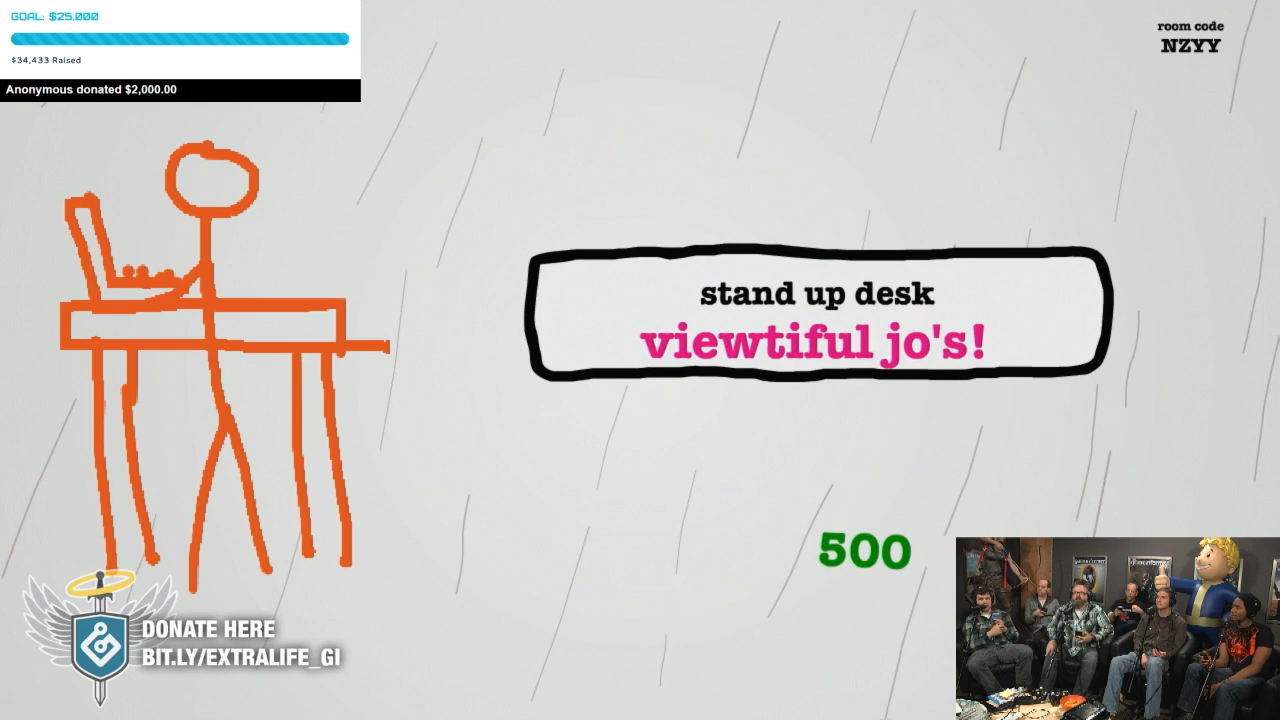 GOAL: $25,000
$34,433 Raised
Anonymous donated $2,000.00
room code
NZYY
stand up desk
viewtiful jo's!
500
DONATE HERE
BIT.LY/EXTRALIFE_GI